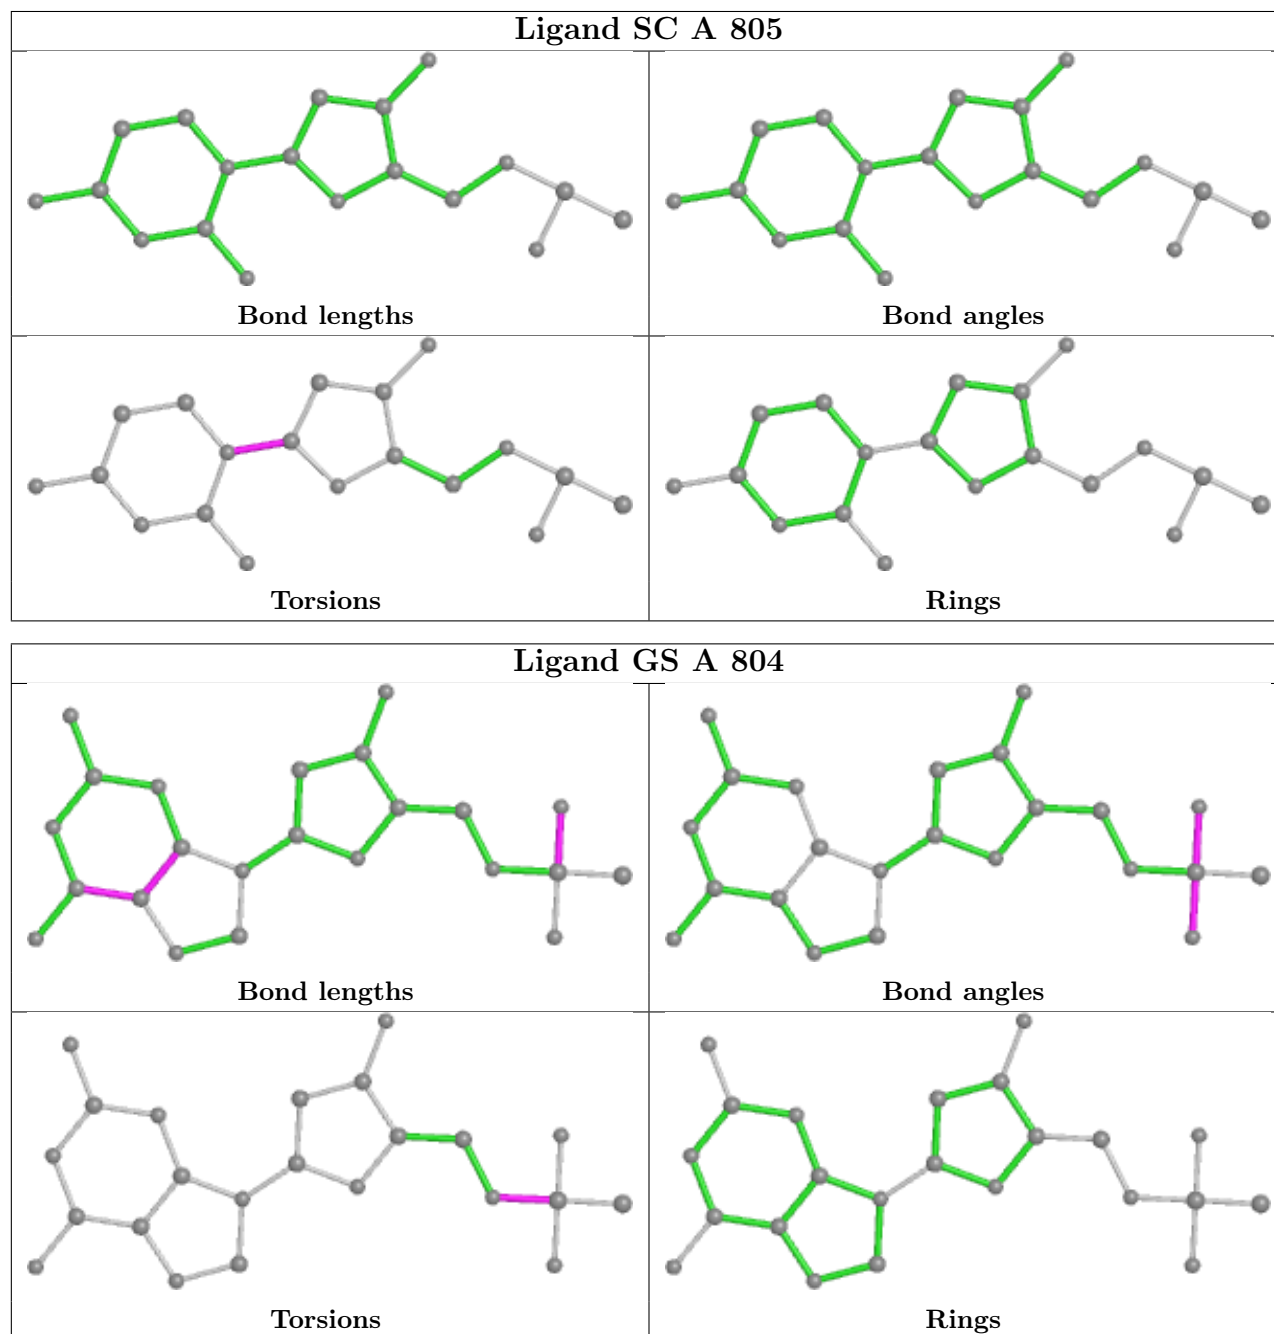 Ligand SC A 805
Bond lengths
Bond angles
Torsions
Rings
Ligand GS A 804
Bond lengths
Bond angles
Torsions
Rings